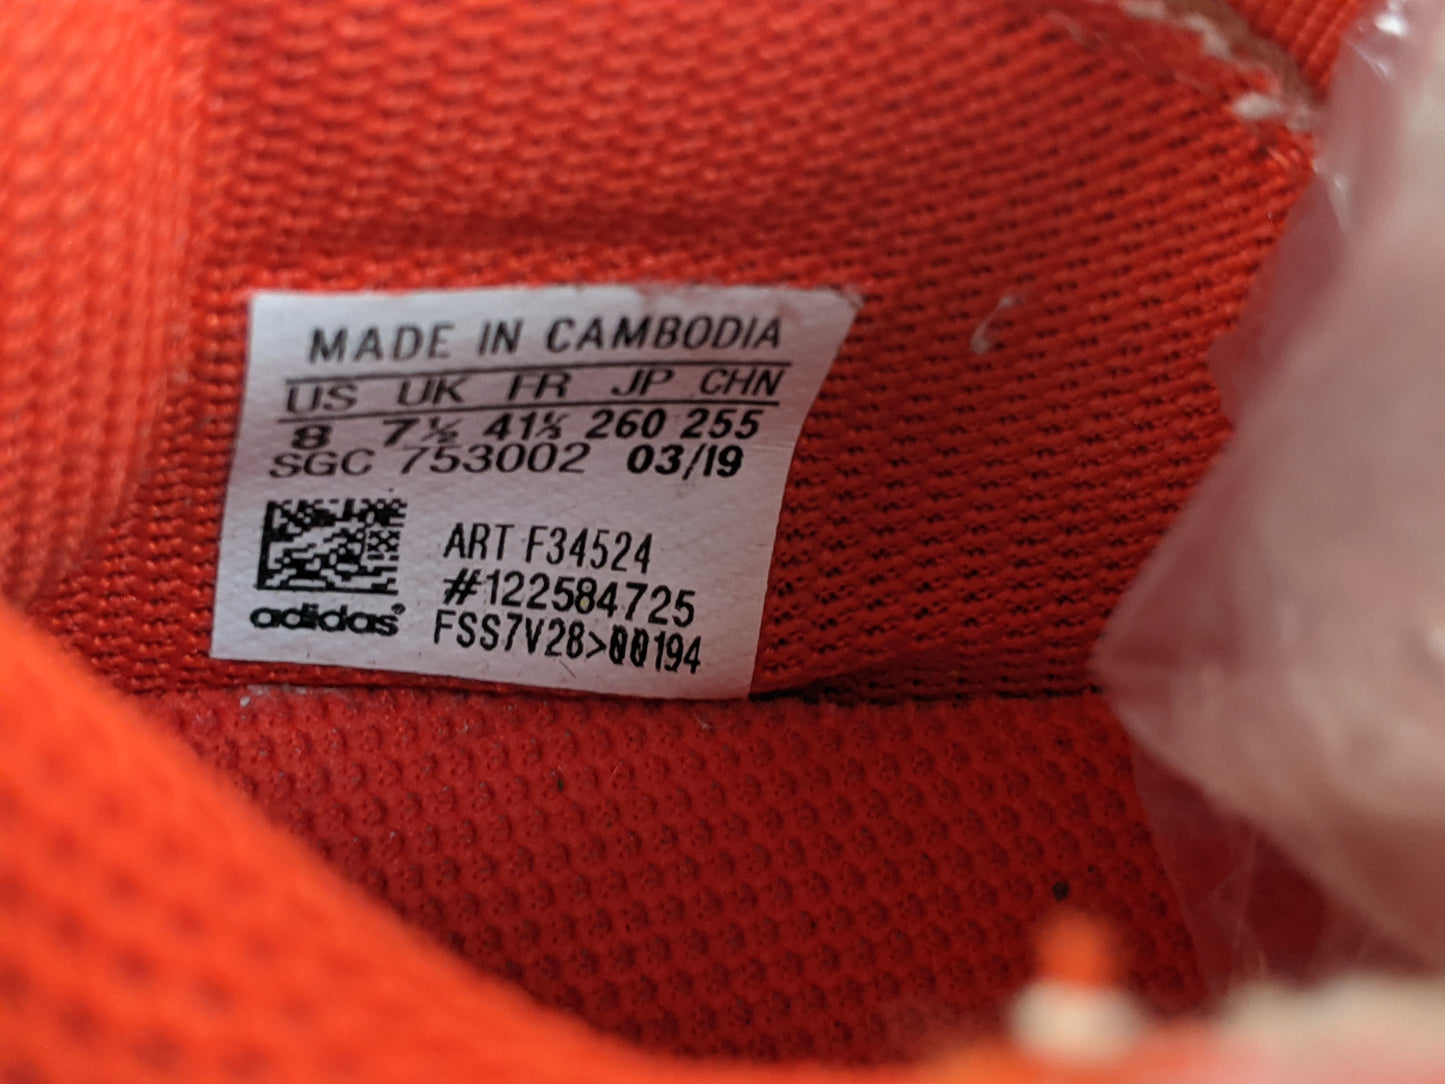 MADE IN CAMBODIA
US UK FR JP CHN
8 7½ 41⅓ 260 255
SGC 753002 03/19
ART F34524
#122584725
FSS7V28>00194
adidas®